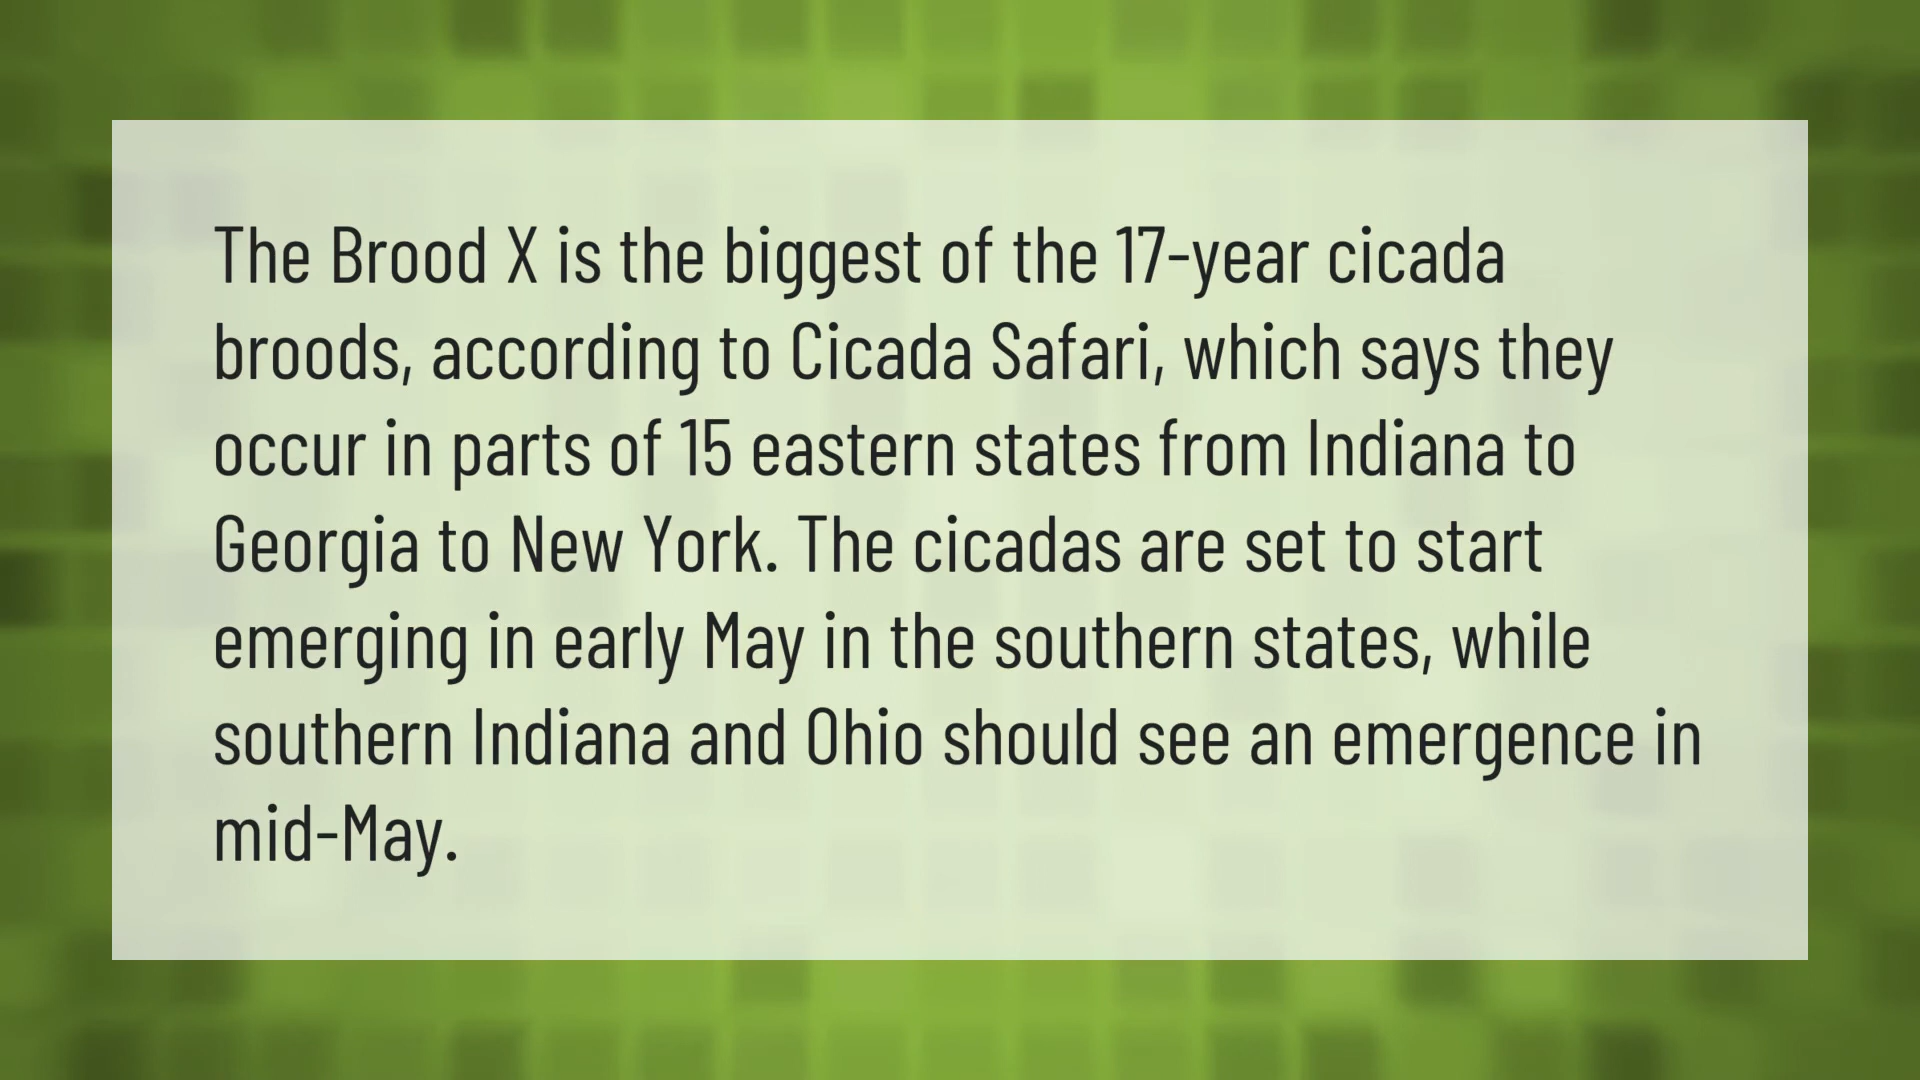 The Brood X is the biggest of the 17-year cicada
broods, according to Cicada Safari, which says they
occur in parts of 15 eastern states from Indiana to
Georgia to New York. The cicadas are set to start
emerging in early May in the southern states, while
southern Indiana and Ohio should see an emergence in
mid-May.